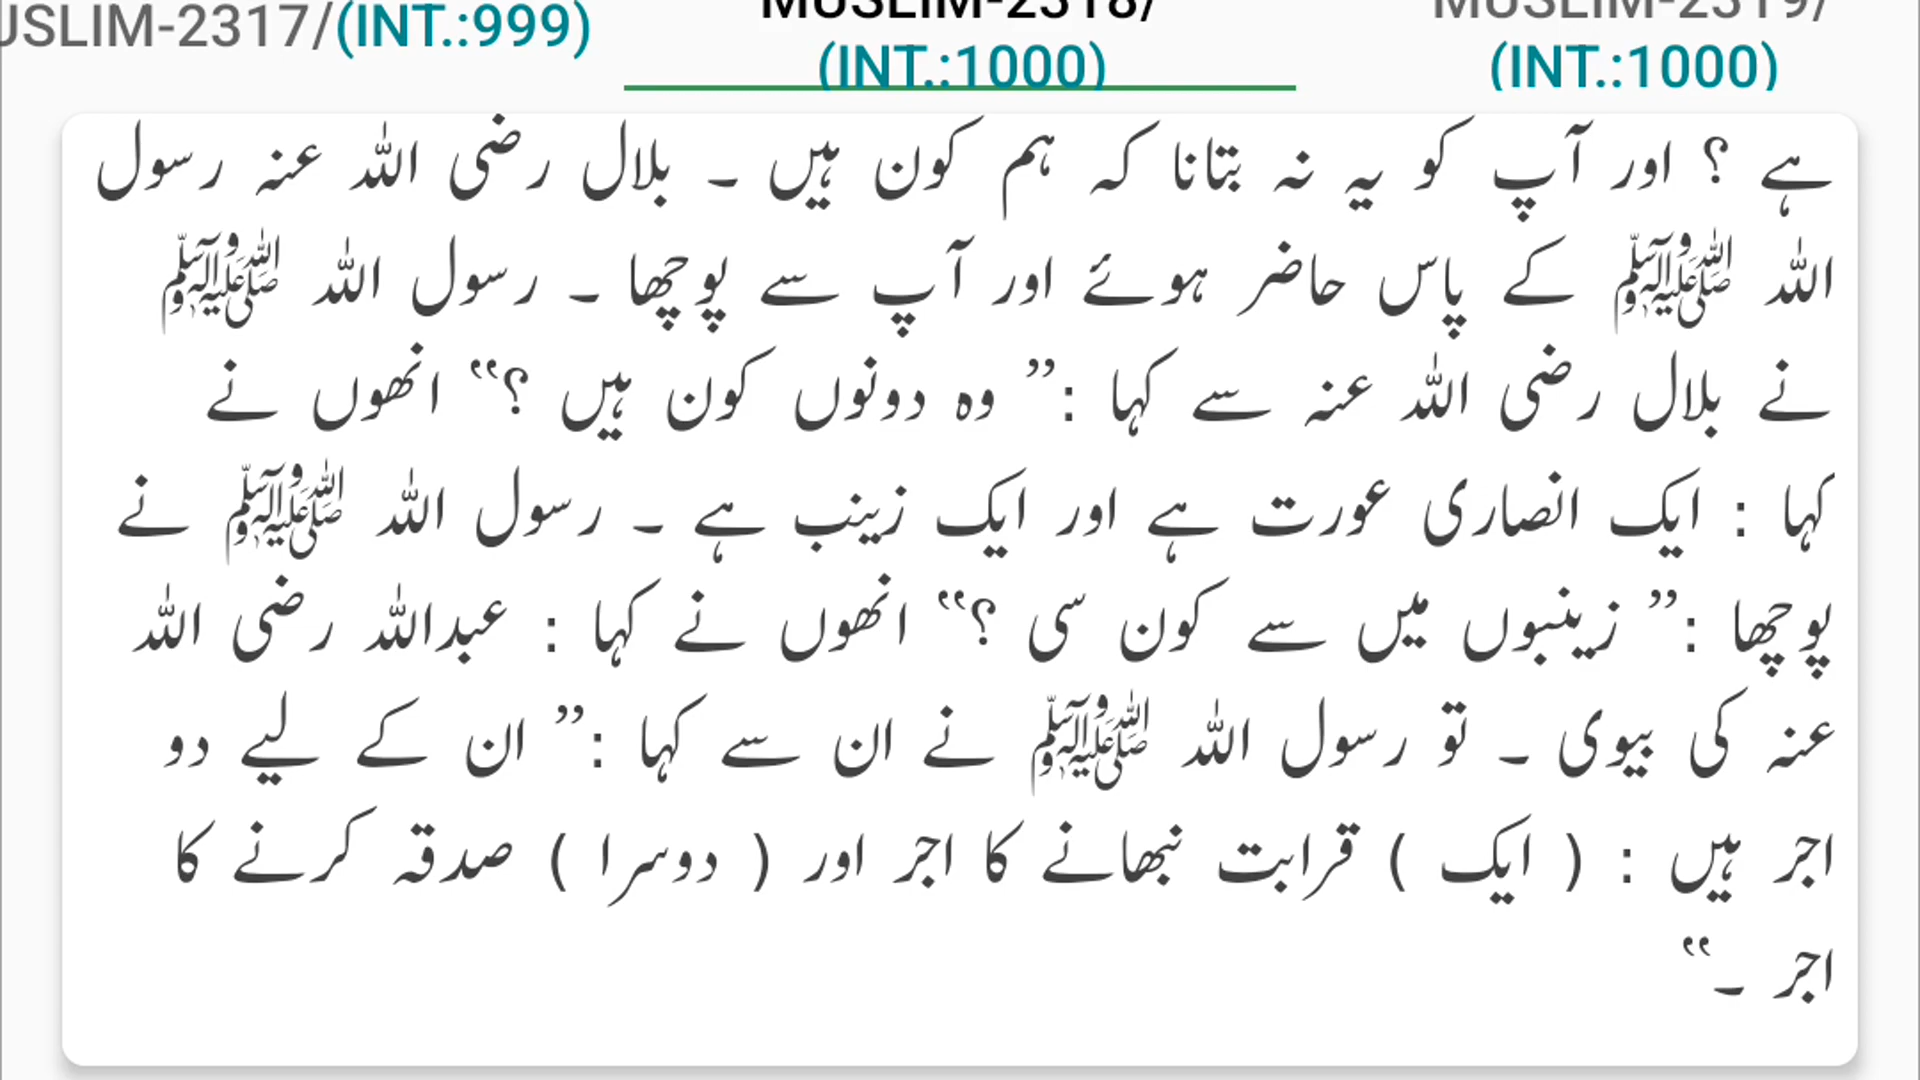 USLIM-2317/(INT.:999)
MUSLIM-2318/
(INT.:1000)
MUSLIM-2319/
(INT.:1000)
ہے ؟ اور آپ کو یہ نہ بتانا کہ ہم کون ہیں ۔ بلال رضی اللہ عنہ رسول
اللہ ﷺ کے پاس حاضر ہوئے اور آپ سے پوچھا ۔ رسول اللہ ﷺ
نے بلال رضی اللہ عنہ سے کہا :’’ وہ دونوں کون ہیں ؟‘‘ انھوں نے
کہا : ایک انصاری عورت ہے اور ایک زینب ہے ۔ رسول اللہ ﷺ نے
پوچھا :’’ زینبوں میں سے کون سی ؟‘‘ انھوں نے کہا : عبداللہ رضی اللہ
عنہ کی بیوی ۔ تو رسول اللہ ﷺ نے ان سے کہا :’’ ان کے لیے دو
اجر ہیں : ( ایک ) قرابت نبھانے کا اجر اور ( دوسرا ) صدقہ کرنے کا
اجر ۔‘‘